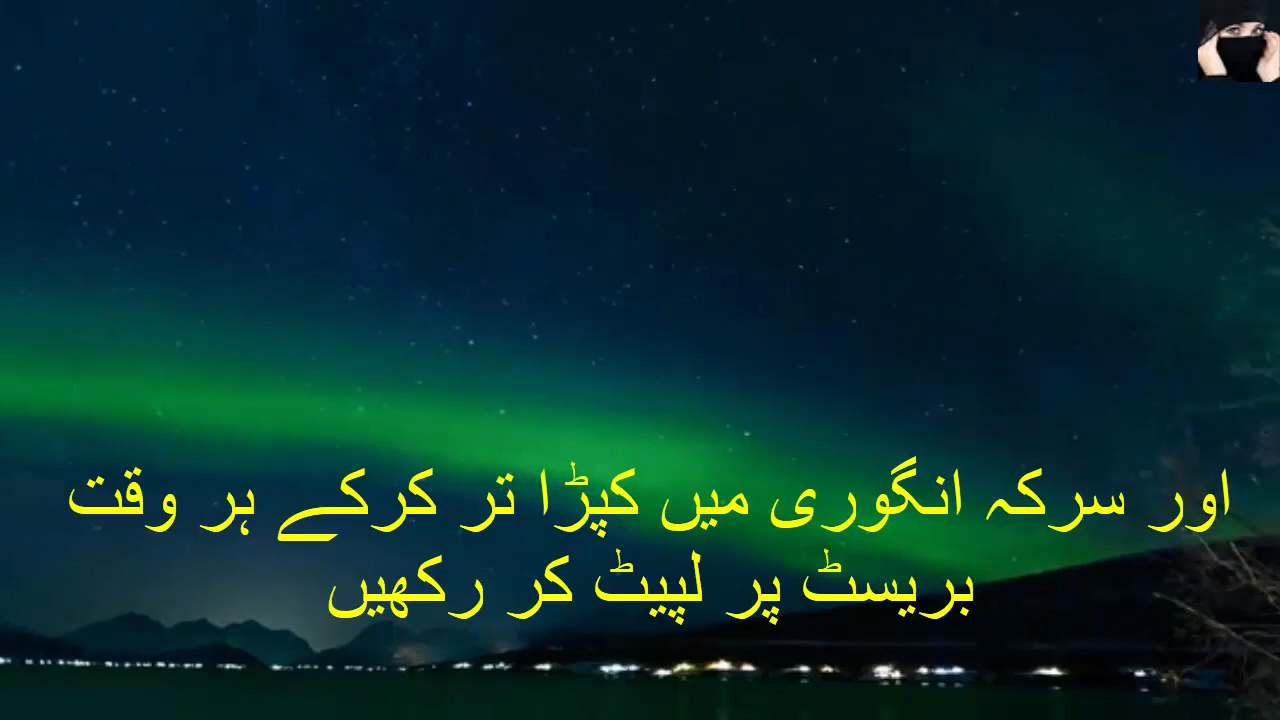 اور سرکہ انگوری میں کپڑا تر کرکے ہر وقت
بریسٹ پر لپیٹ کر رکھیں